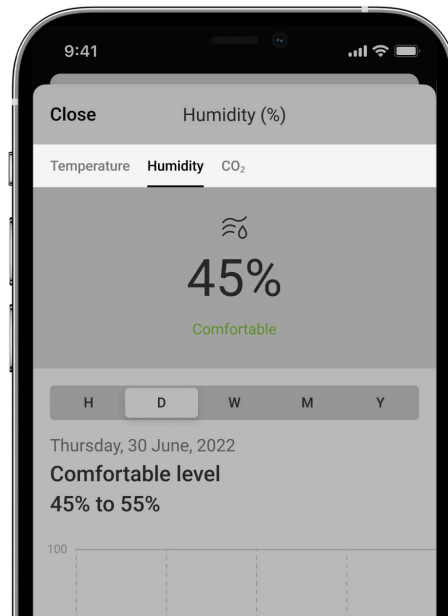 9:41
Close Humidity (%)
Temperature Humidity CO₂
45%
Comfortable
H D W M Y
Thursday, 30 June, 2022
Comfortable level
45% to 55%
100